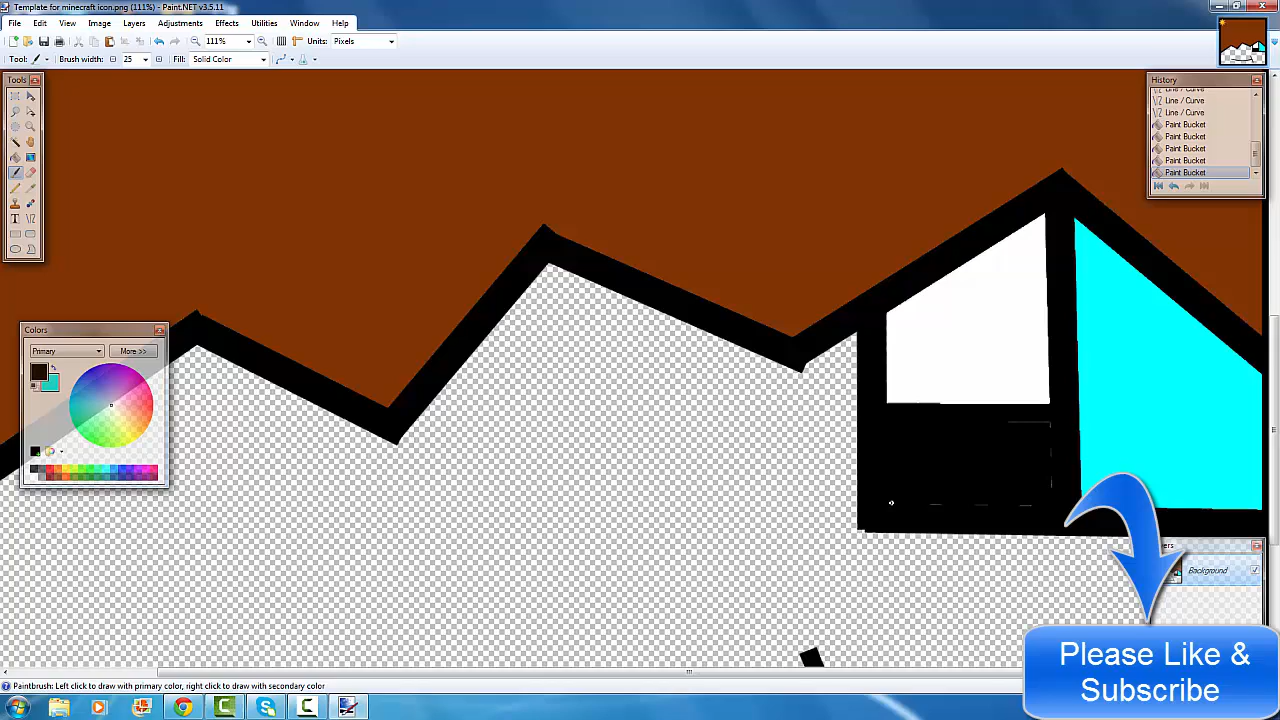 Template for minecraft icon.png (111%) - Paint.NET v3.5.11
File Edit View Image Layers Adjustments Effects Utilities Window Help
111% Units: Pixels
Tool: Brush width: 25 Fill: Solid Color
Tools
History
Line / Curve
Line / Curve
Line / Curve
Paint Bucket
Paint Bucket
Paint Bucket
Paint Bucket
Paint Bucket
Colors
Primary More >>
Background
Please Like &
Subscribe
Paintbrush: Left click to draw with primary color, right click to draw with secondary color